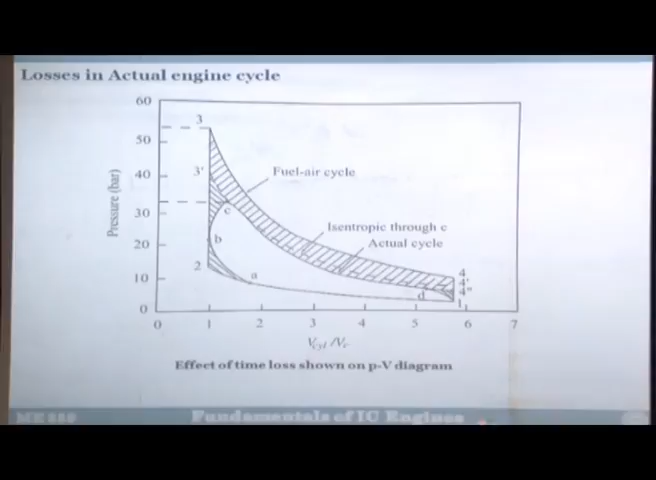 Losses in Actual engine cycle
60
50
40
30
20
10
0
Pressure (bar)
3
3'
c
b
2
a
d
4
4'
4"
1
Fuel-air cycle
Isentropic through c
Actual cycle
0 1 2 3 4 5 6 7
Effect of time loss shown on p-V diagram
Fundamentals of IC Engines